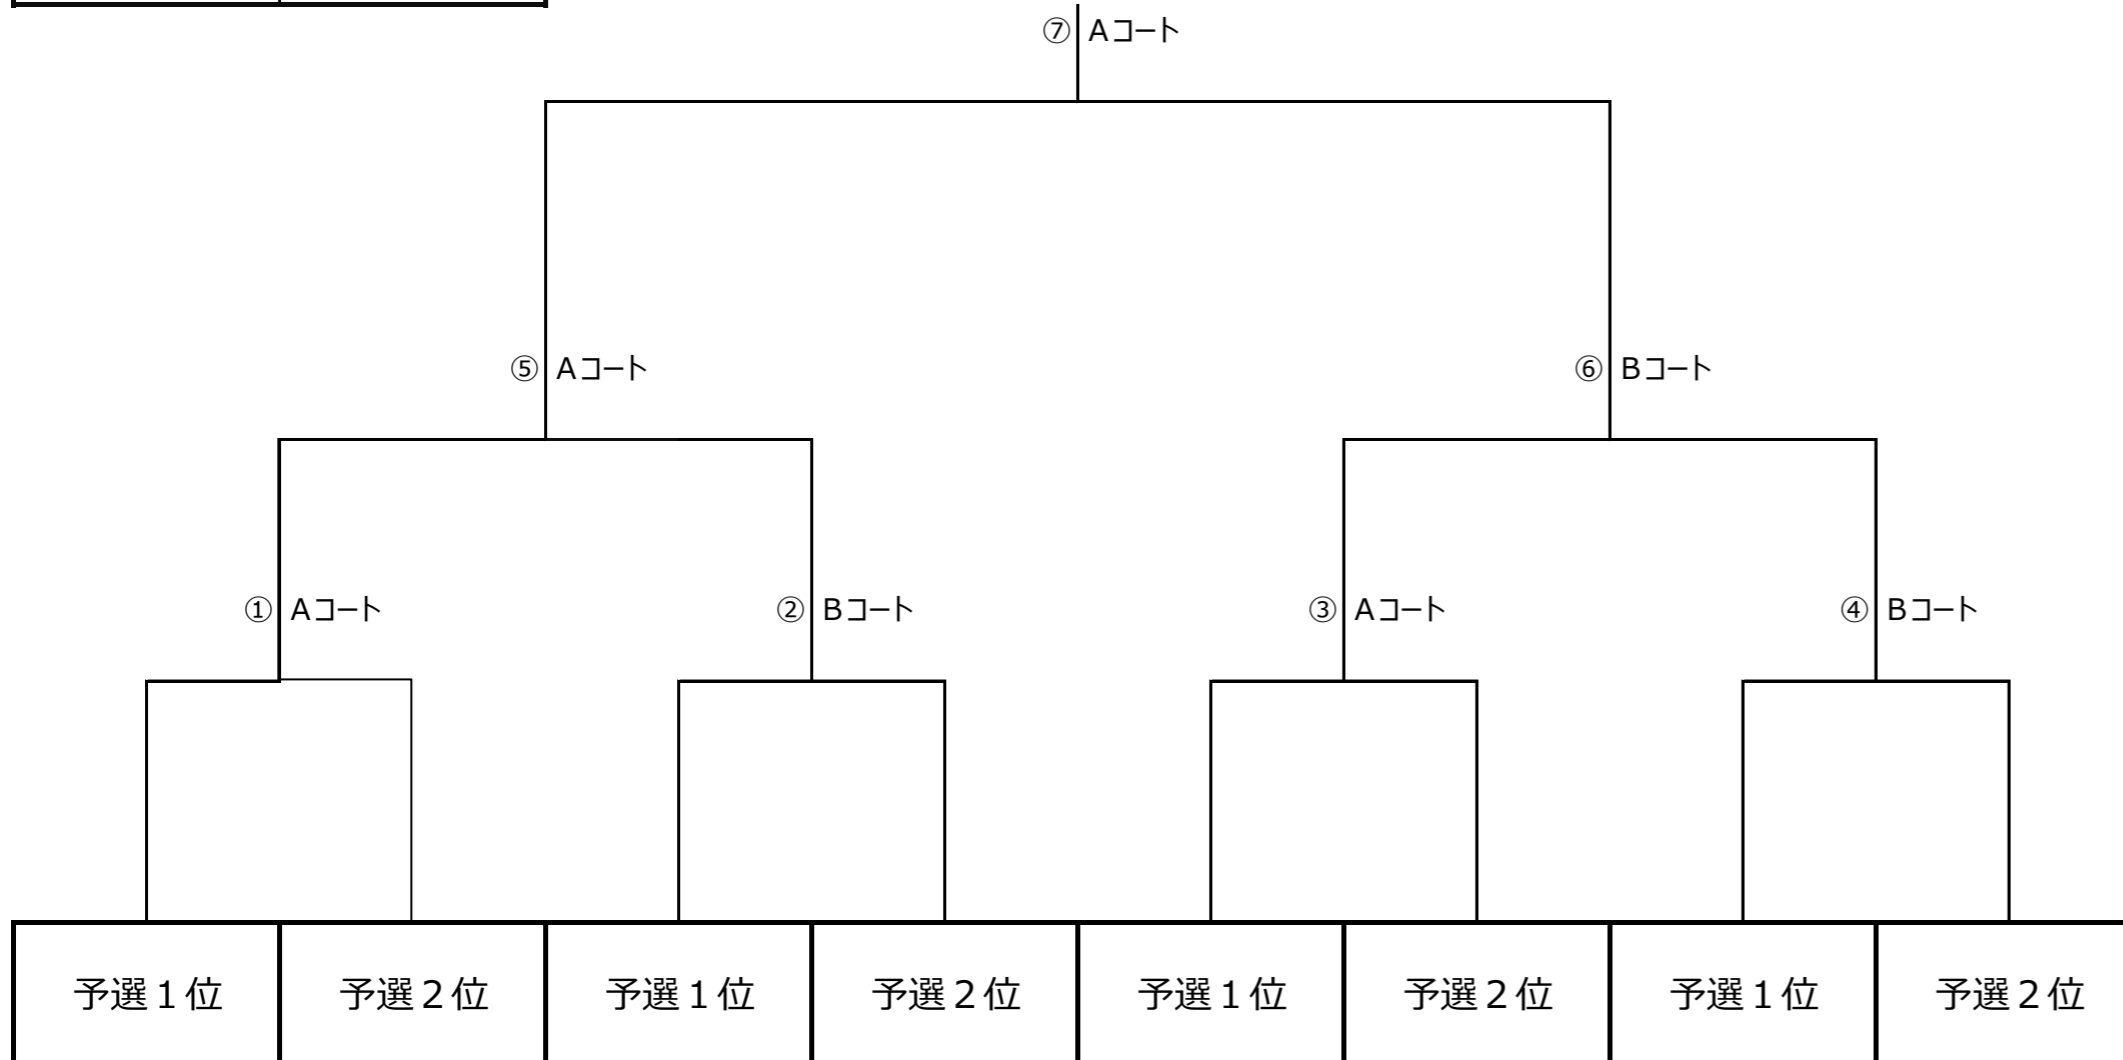 ⑦ Aコート
⑤ Aコート
⑥ Bコート
① Aコート
② Bコート
③ Aコート
④ Bコート
予選１位
予選２位
予選１位
予選２位
予選１位
予選２位
予選１位
予選２位